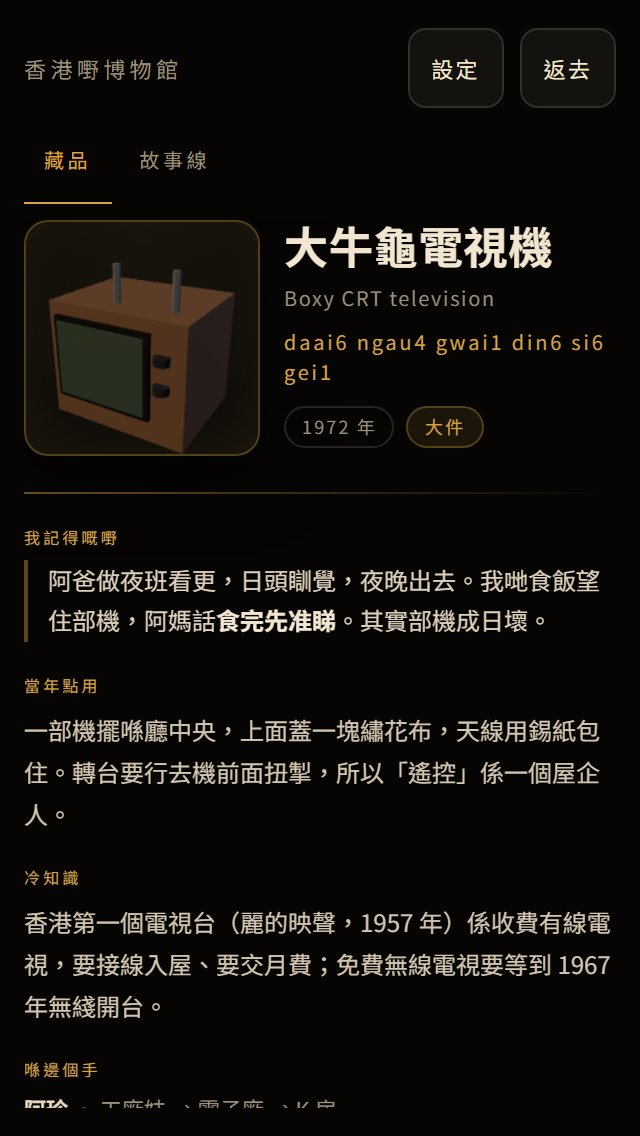 香港嘢博物館
設定
返去
藏品
故事線
大牛龜電視機
Boxy CRT television
daai6 ngau4 gwai1 din6 si6
gei1
1972 年
大件
我記得嘅嘢
阿爸做夜班看更，日頭瞓覺，夜晚出去。我哋食飯望
住部機，阿媽話食完先准睇。其實部機成日壞。
當年點用
一部機擺喺廳中央，上面蓋一塊繡花布，天線用錫紙包
住。轉台要行去機前面扭掣，所以「遙控」係一個屋企
人。
冷知識
香港第一個電視台（麗的映聲，1957 年）係收費有線電
視，要接線入屋、要交月費；免費無線電視要等到 1967
年無綫開台。
喺邊個手
阿珍